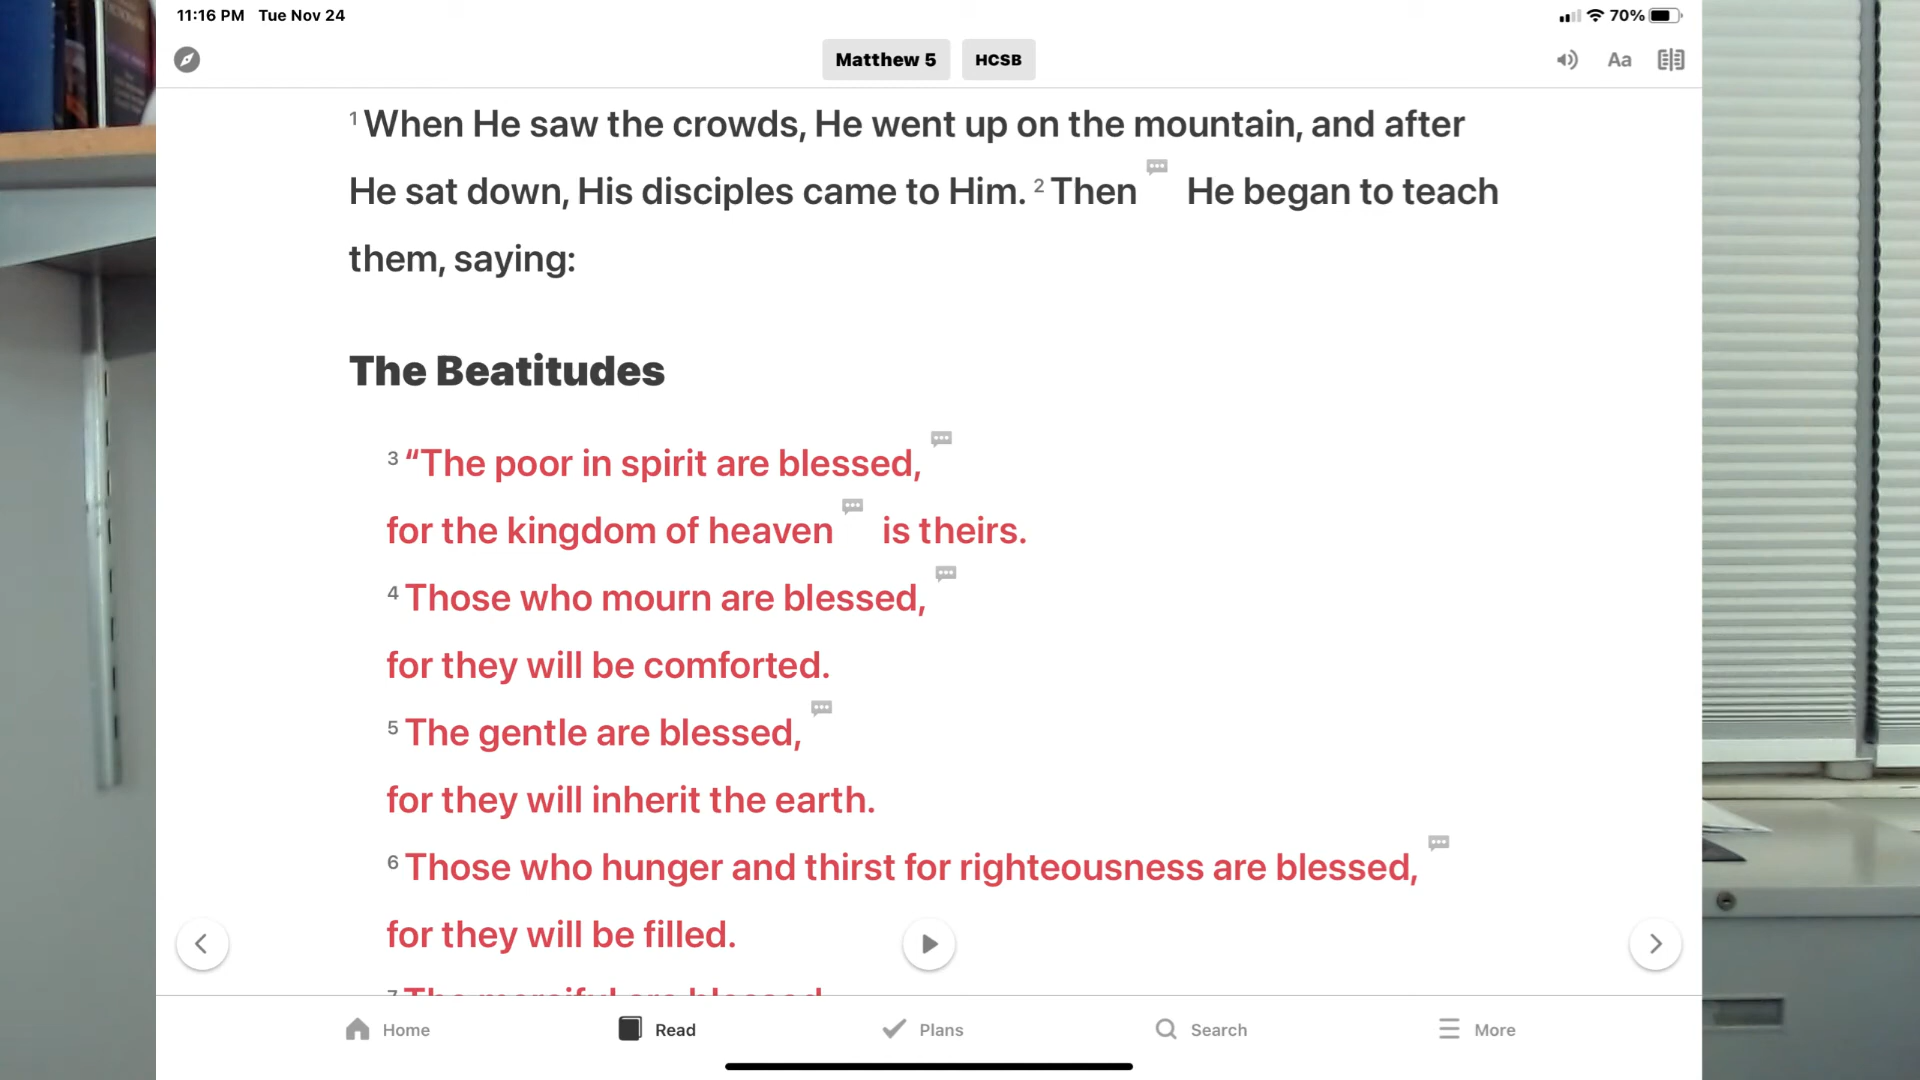 11:16 PM Tue Nov 24
70%
Matthew 5 HCSB
Aa
1 When He saw the crowds, He went up on the mountain, and after
He sat down, His disciples came to Him. 2 Then He began to teach
them, saying:
The Beatitudes
3 “The poor in spirit are blessed,
for the kingdom of heaven is theirs.
4 Those who mourn are blessed,
for they will be comforted.
5 The gentle are blessed,
for they will inherit the earth.
6 Those who hunger and thirst for righteousness are blessed,
for they will be filled.
7 The merciful are blessed
Home Read Plans Search More